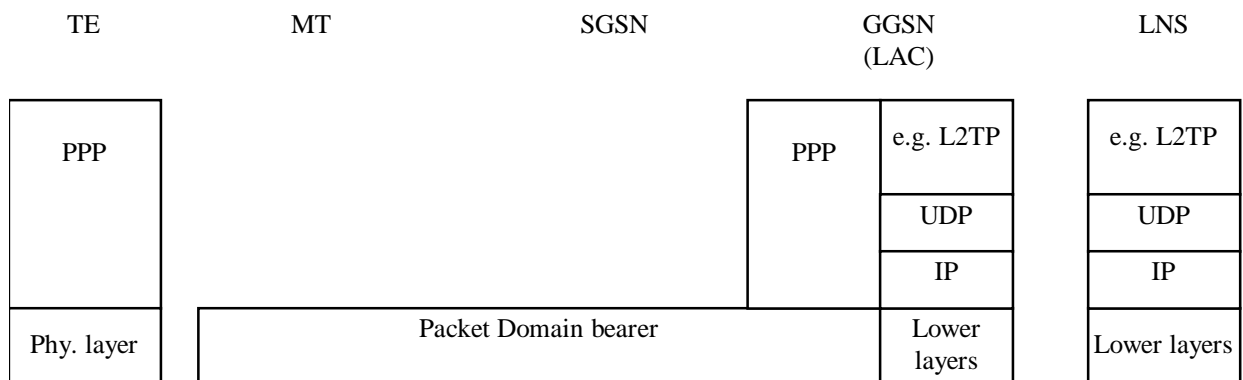 TE MT SGSN GGSN LNS
(LAC)
PPP PPP e.g. L2TP e.g. L2TP
UDP UDP
IP IP
Phy. layer Packet Domain bearer Lower layers Lower layers